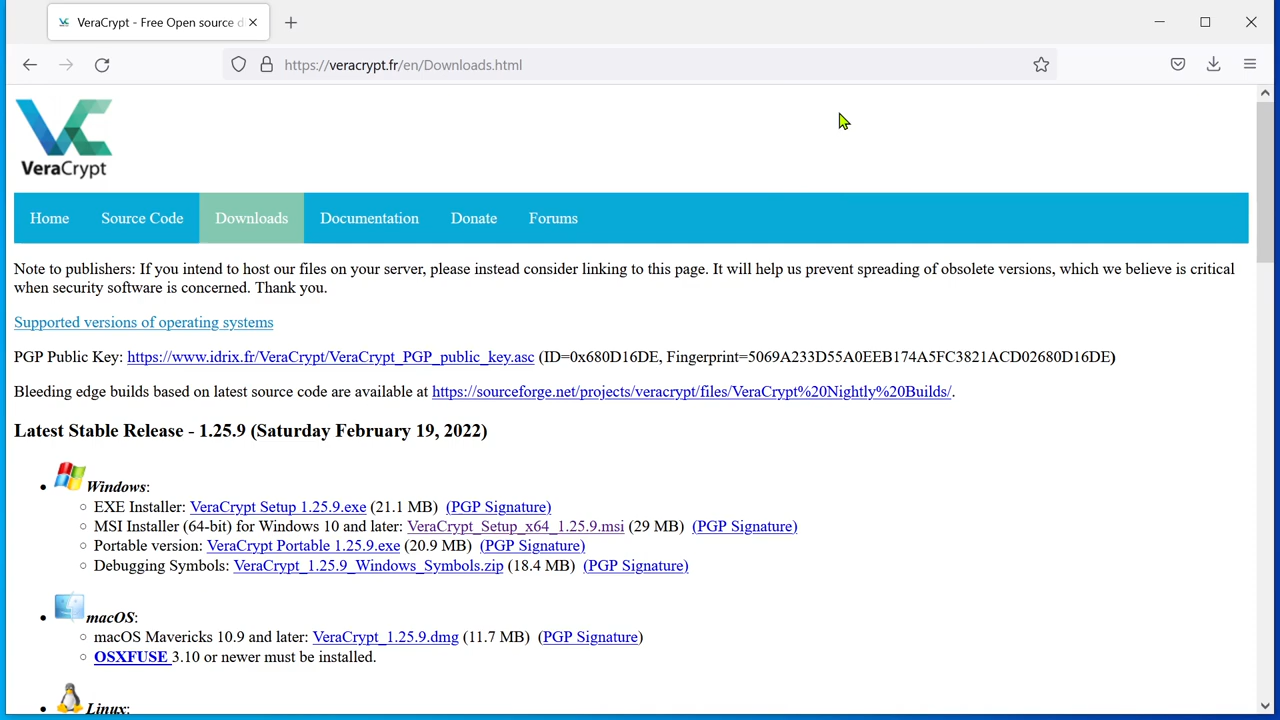 VeraCrypt - Free Open source d
https://veracrypt.fr/en/Downloads.html
VeraCrypt
Home Source Code Downloads Documentation Donate Forums
Note to publishers: If you intend to host our files on your server, please instead consider linking to this page. It will help us prevent spreading of obsolete versions, which we believe is critical
when security software is concerned. Thank you.
Supported versions of operating systems
PGP Public Key: https://www.idrix.fr/VeraCrypt/VeraCrypt_PGP_public_key.asc (ID=0x680D16DE, Fingerprint=5069A233D55A0EEB174A5FC3821ACD02680D16DE)
Bleeding edge builds based on latest source code are available at https://sourceforge.net/projects/veracrypt/files/VeraCrypt%20Nightly%20Builds/.
Latest Stable Release - 1.25.9 (Saturday February 19, 2022)
Windows:
EXE Installer: VeraCrypt Setup 1.25.9.exe (21.1 MB) (PGP Signature)
MSI Installer (64-bit) for Windows 10 and later: VeraCrypt_Setup_x64_1.25.9.msi (29 MB) (PGP Signature)
Portable version: VeraCrypt Portable 1.25.9.exe (20.9 MB) (PGP Signature)
Debugging Symbols: VeraCrypt_1.25.9_Windows_Symbols.zip (18.4 MB) (PGP Signature)
macOS:
macOS Mavericks 10.9 and later: VeraCrypt_1.25.9.dmg (11.7 MB) (PGP Signature)
OSXFUSE 3.10 or newer must be installed.
Linux: